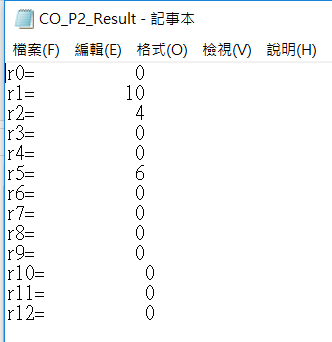 CO_P2_Result - 記事本
檔案(F) 編輯(E) 格式(O) 檢視(V) 說明(H)
r0= 0
r1= 10
r2= 4
r3= 0
r4= 0
r5= 6
r6= 0
r7= 0
r8= 0
r9= 0
r10= 0
r11= 0
r12= 0